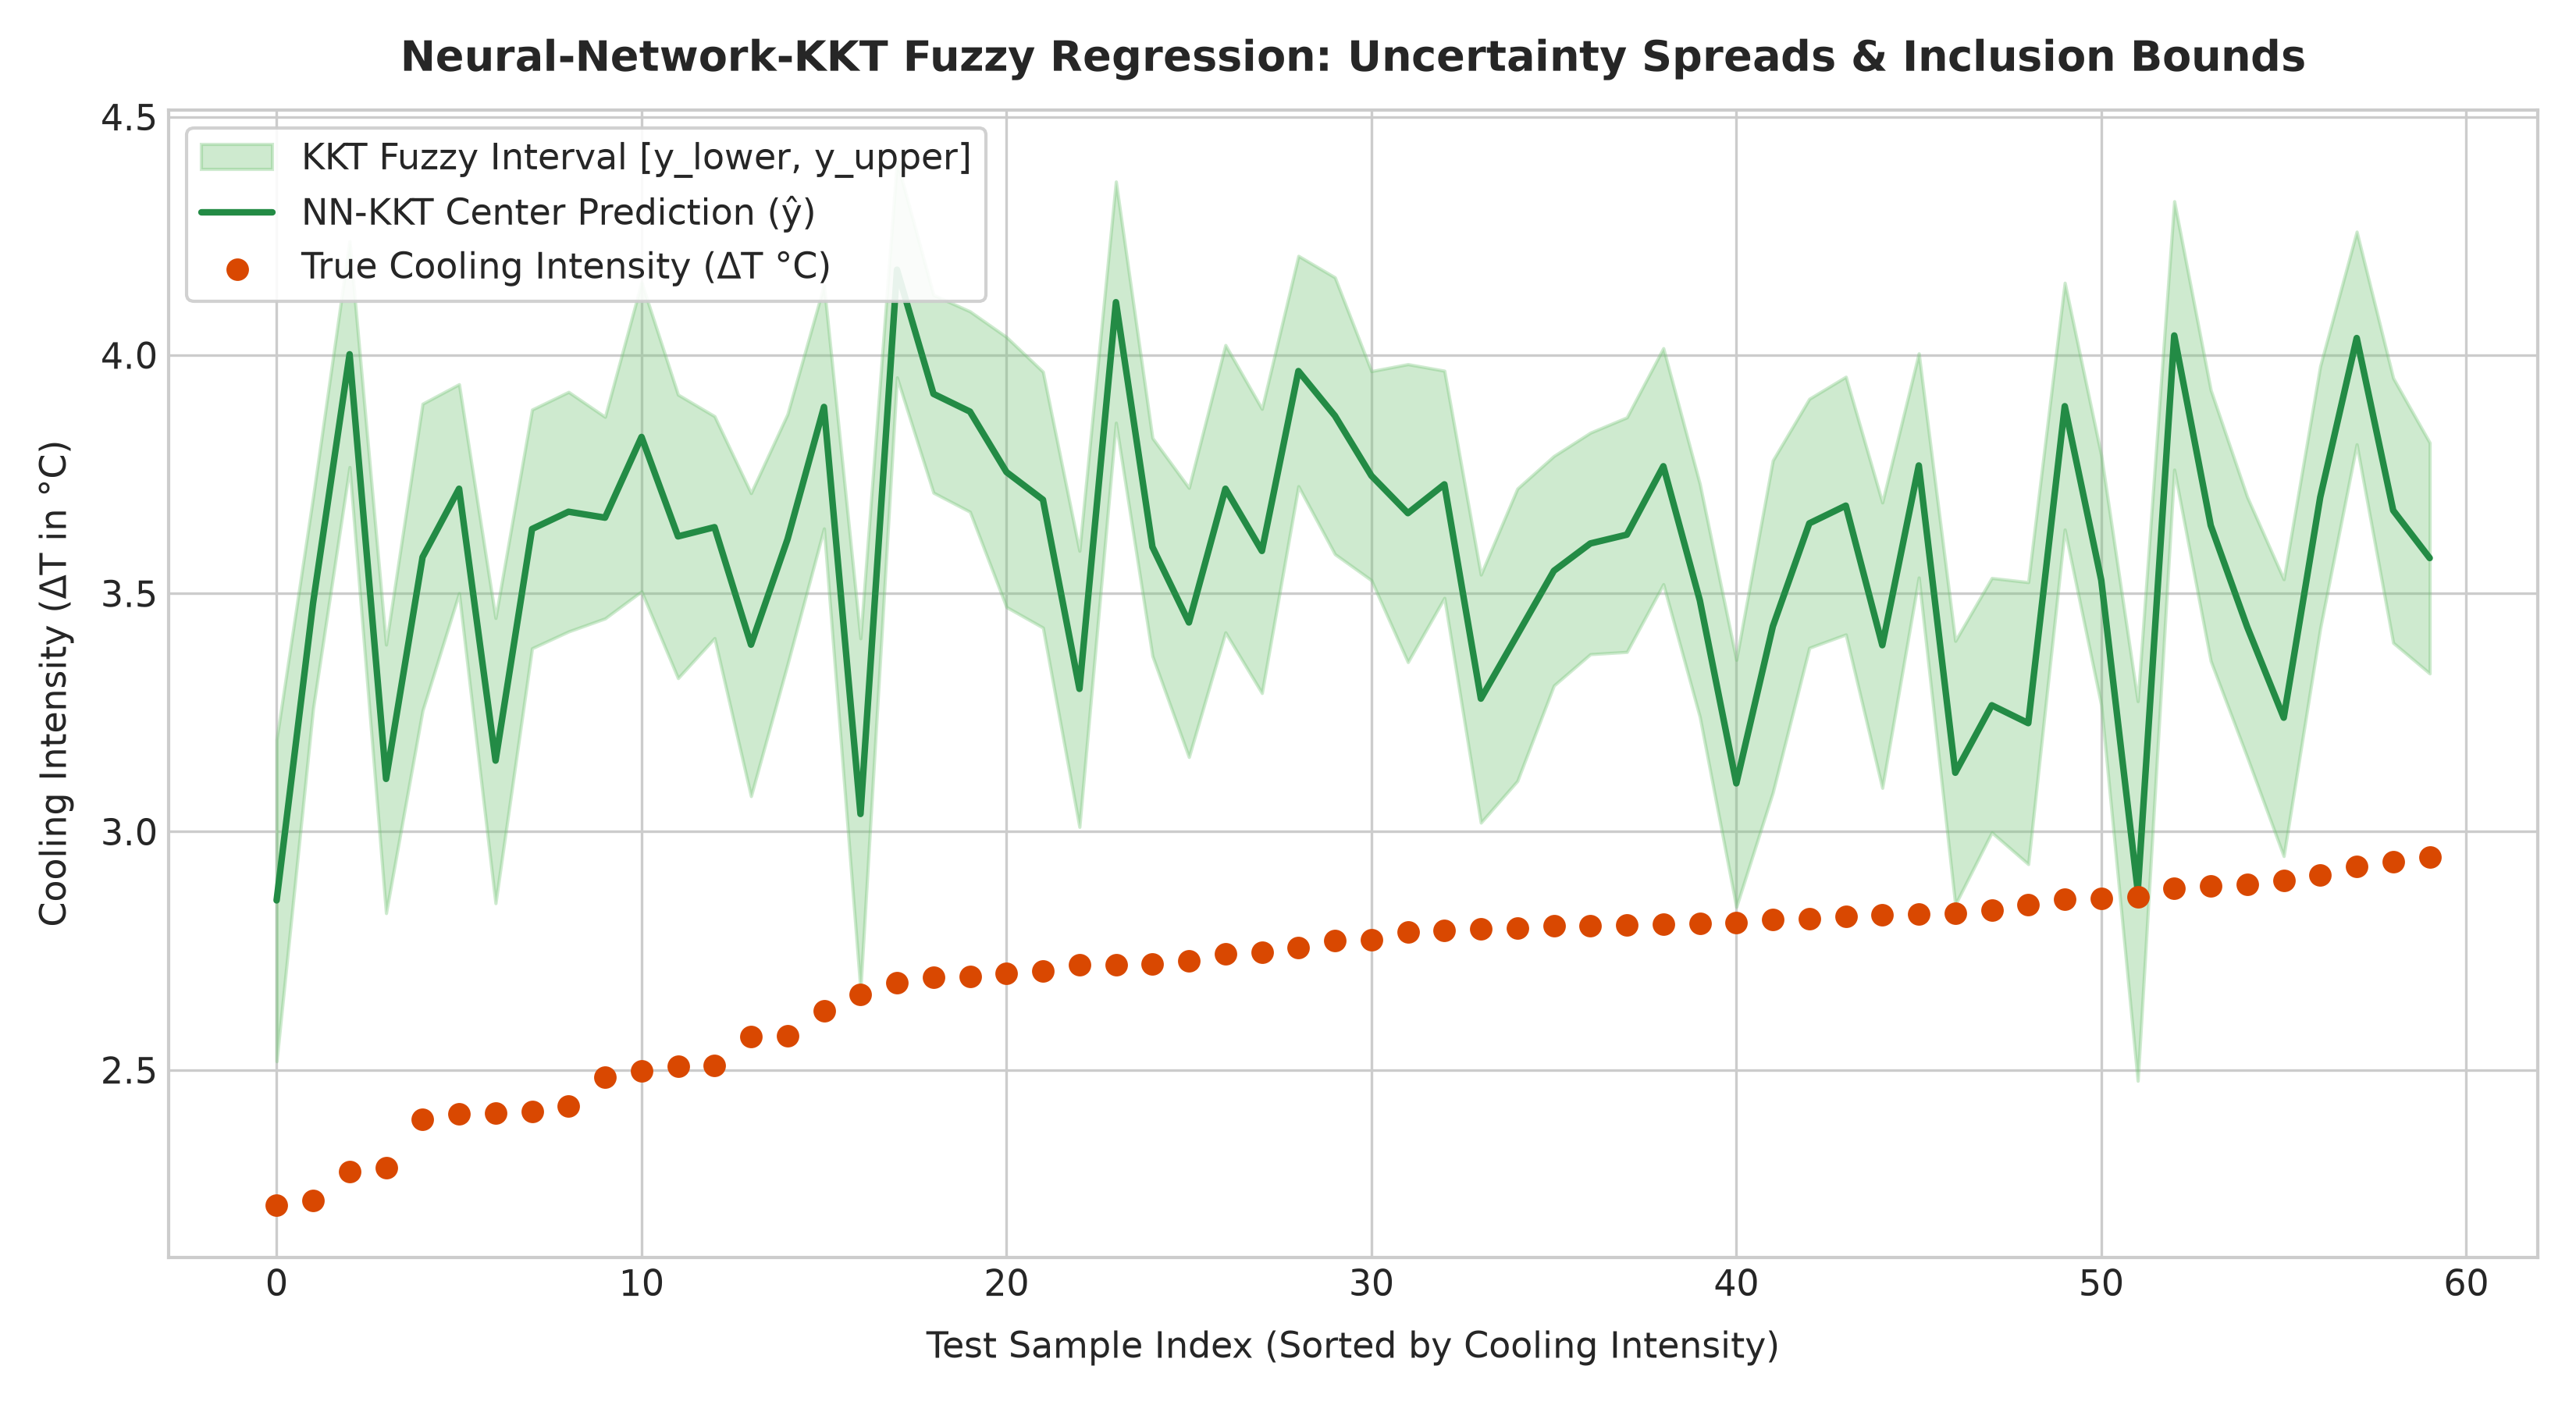 Neural-Network-KKT Fuzzy Regression: Uncertainty Spreads & Inclusion Bounds
KKT Fuzzy Interval [y_lower, y_upper]
NN-KKT Center Prediction (ŷ)
True Cooling Intensity (ΔT °C)
Cooling Intensity (ΔT in °C)
4.5
4.0
3.5
3.0
2.5
0 10 20 30 40 50 60
Test Sample Index (Sorted by Cooling Intensity)